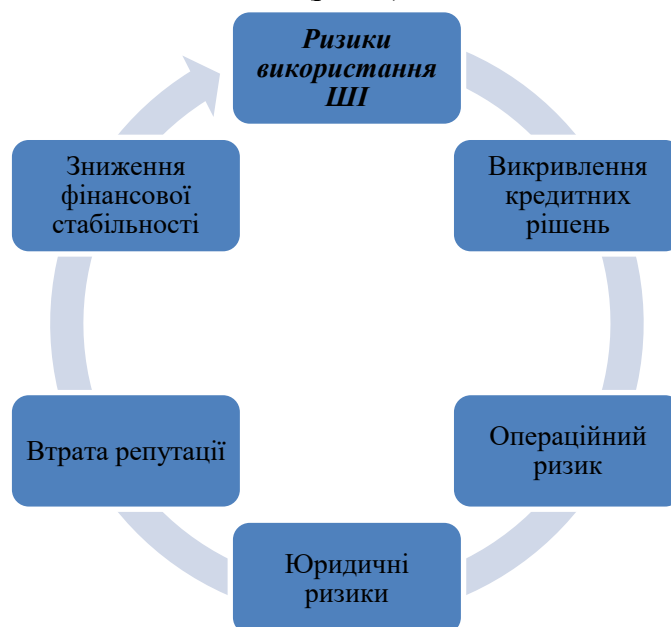 Ризики
використання
ШІ
Викривлення
кредитних
рішень
Операційний
ризик
Юридичні
ризики
Втрата репутації
Зниження
фінансової
стабільності